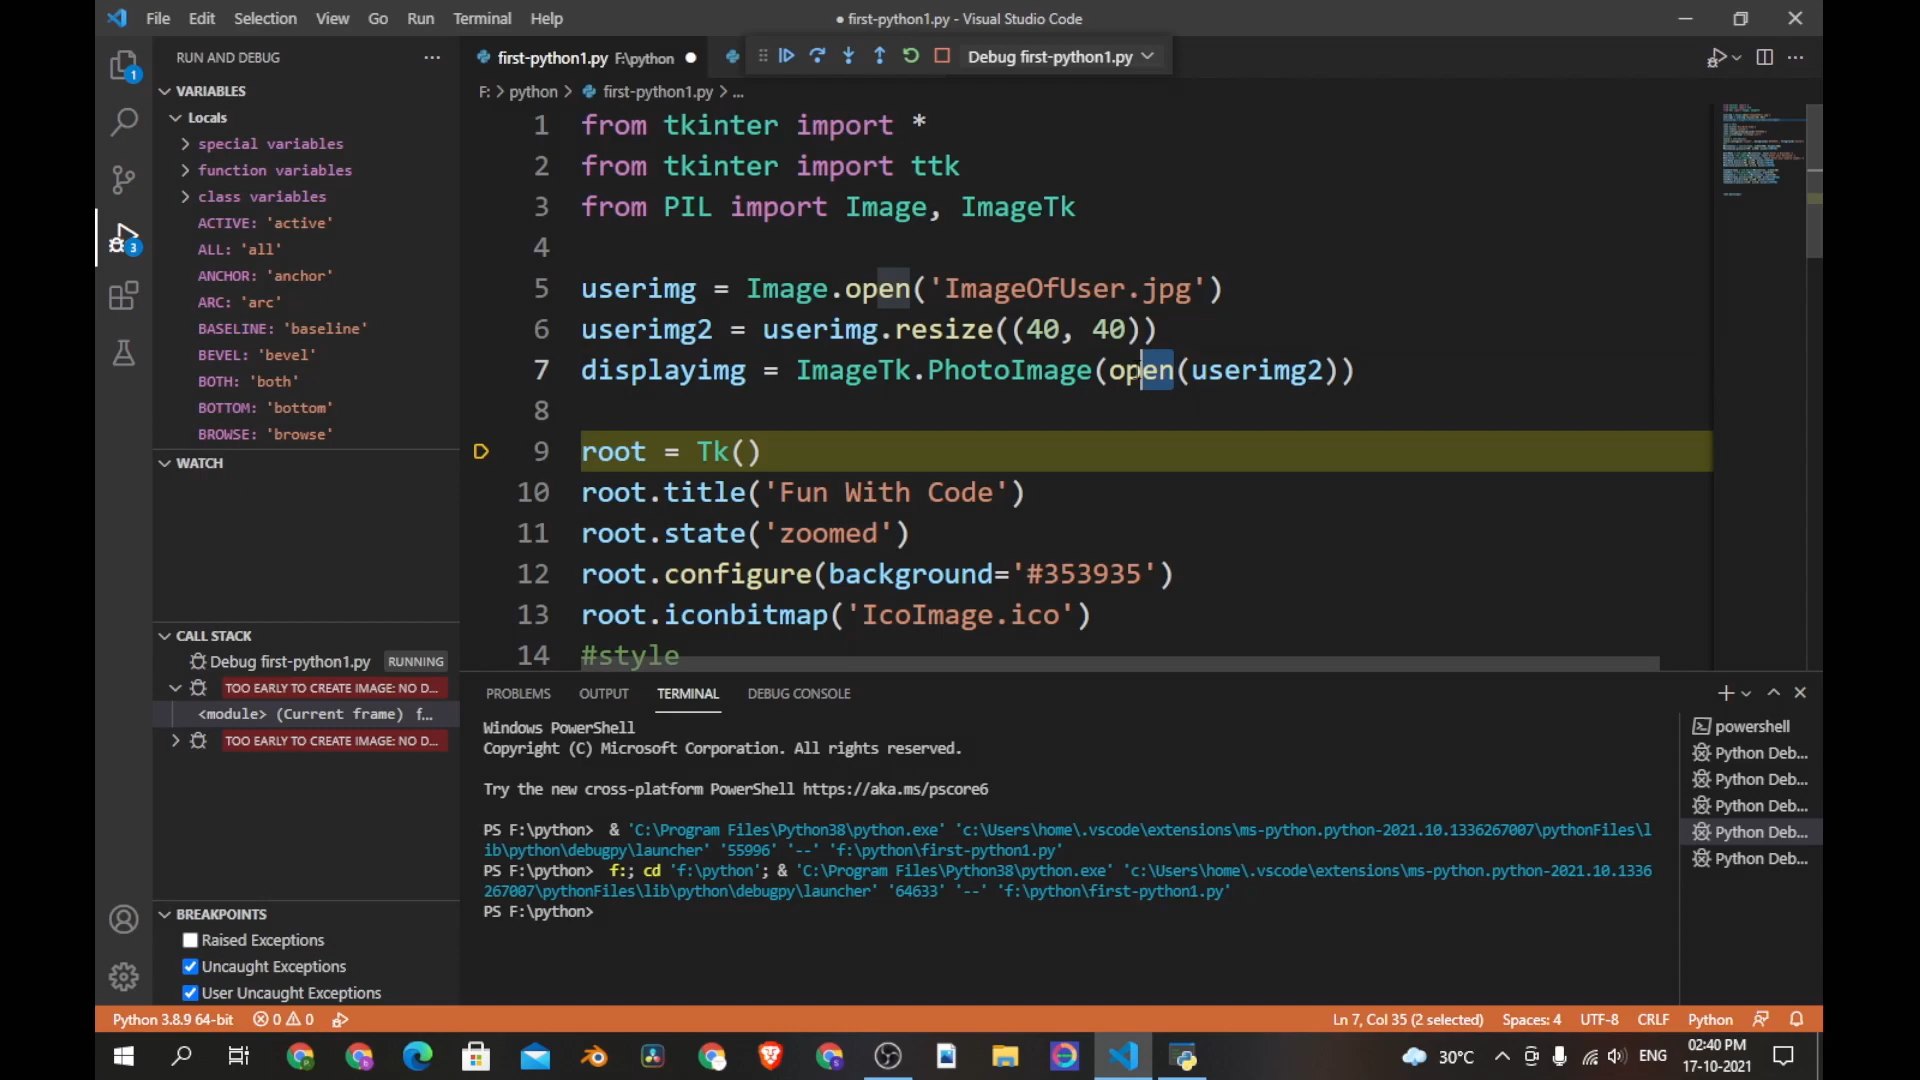 File Edit Selection View Go Run Terminal Help
● first-python1.py - Visual Studio Code
RUN AND DEBUG
first-python1.py F:\python
Debug first-python1.py
F: > python > first-python1.py > ...
1
3
VARIABLES
Locals
special variables
function variables
class variables
ACTIVE: 'active'
ALL: 'all'
ANCHOR: 'anchor'
ARC: 'arc'
BASELINE: 'baseline'
BEVEL: 'bevel'
BOTH: 'both'
BOTTOM: 'bottom'
BROWSE: 'browse'
WATCH
CALL STACK
Debug first-python1.py RUNNING
TOO EARLY TO CREATE IMAGE: NO D...
<module> (Current frame) f...
TOO EARLY TO CREATE IMAGE: NO D...
BREAKPOINTS
Raised Exceptions
Uncaught Exceptions
User Uncaught Exceptions
1 from tkinter import *
2 from tkinter import ttk
3 from PIL import Image, ImageTk
4
5 userimg = Image.open('ImageOfUser.jpg')
6 userimg2 = userimg.resize((40, 40))
7 displayimg = ImageTk.PhotoImage(open(userimg2))
8
9 root = Tk()
10 root.title('Fun With Code')
11 root.state('zoomed')
12 root.configure(background='#353935')
13 root.iconbitmap('IcoImage.ico')
14 #style
PROBLEMS OUTPUT TERMINAL DEBUG CONSOLE
Windows PowerShell
Copyright (C) Microsoft Corporation. All rights reserved.
Try the new cross-platform PowerShell https://aka.ms/pscore6
PS F:\python>  & 'C:\Program Files\Python38\python.exe' 'c:\Users\home\.vscode\extensions\ms-python.python-2021.10.1336267007\pythonFiles\l
ib\python\debugpy\launcher' '55996' '--' 'f:\python\first-python1.py'
PS F:\python>  f:; cd 'f:\python'; & 'C:\Program Files\Python38\python.exe' 'c:\Users\home\.vscode\extensions\ms-python.python-2021.10.1336
267007\pythonFiles\lib\python\debugpy\launcher' '64633' '--' 'f:\python\first-python1.py'
PS F:\python>
powershell
Python Deb...
Python Deb...
Python Deb...
Python Deb...
Python Deb...
Python 3.8.9 64-bit 0 0
Ln 7, Col 35 (2 selected) Spaces: 4 UTF-8 CRLF Python
30°C ENG 02:40 PM
17-10-2021